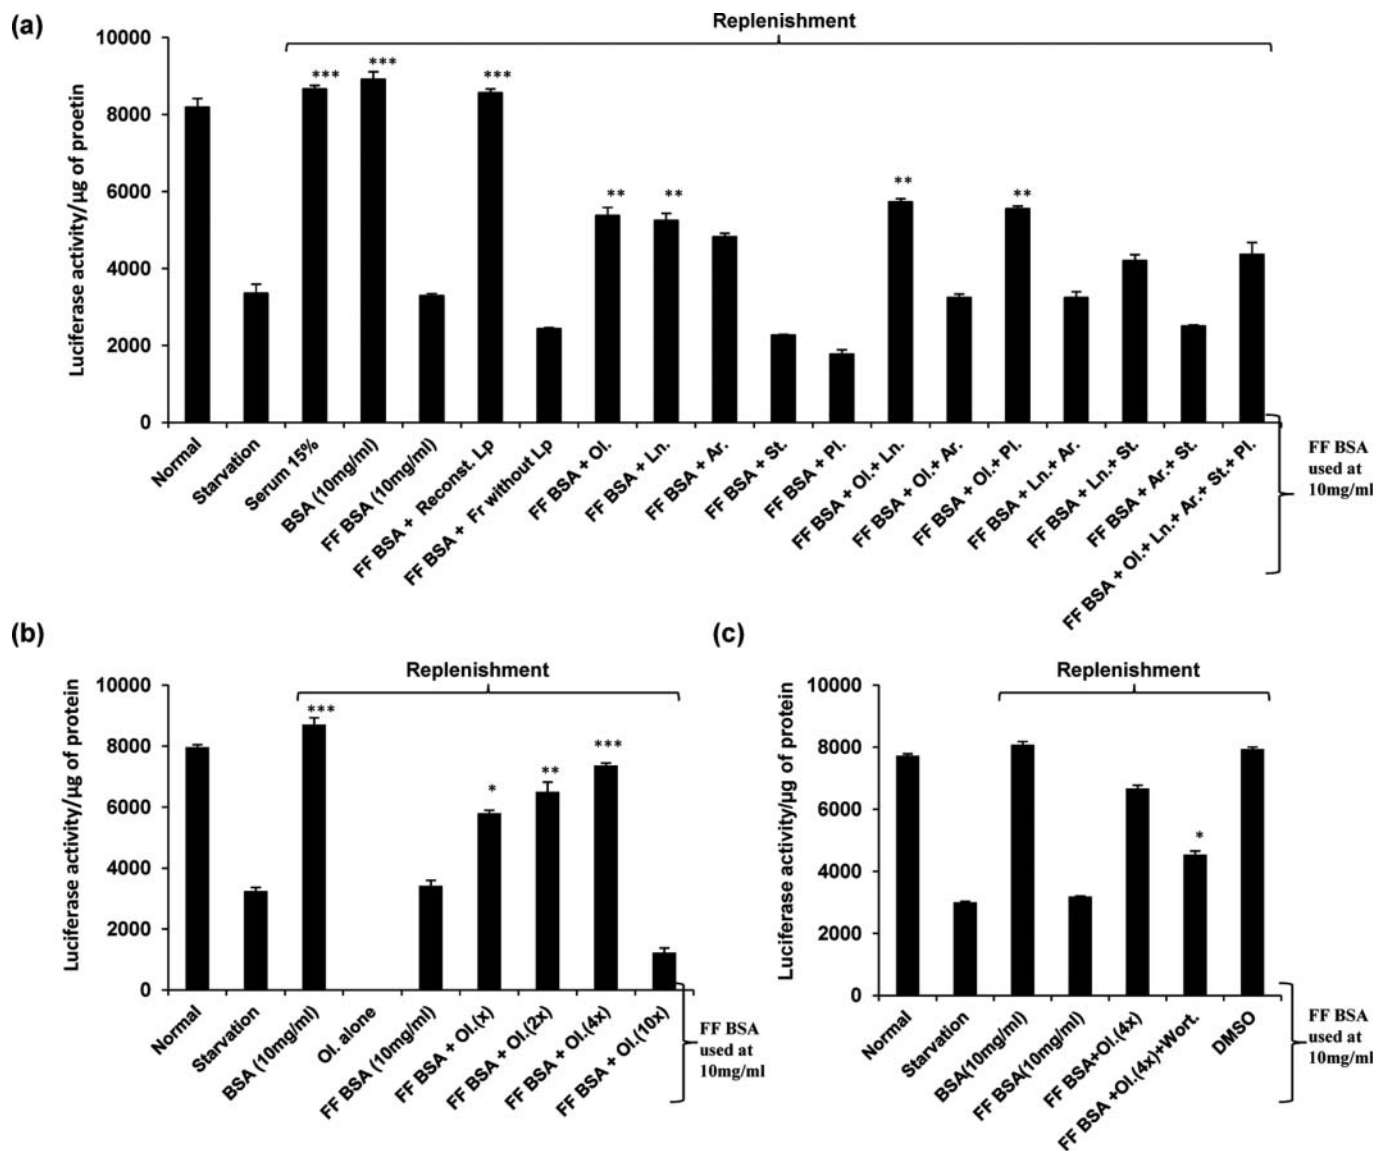 (a)
Replenishment
Luciferase activity/µg of proetin
10000
8000
6000
4000
2000
0
***
***
***
**
**
**
**
Normal
Starvation
Serum 15%
BSA (10mg/ml)
FF BSA (10mg/ml)
FF BSA + Reconst. Lp
FF BSA + Fr without Lp
FF BSA + Ol.
FF BSA + Ln.
FF BSA + Ar.
FF BSA + St.
FF BSA + Pl.
FF BSA + Ol.+ Ln.
FF BSA + Ol.+ Ar.
FF BSA + Ol.+ Pl.
FF BSA + Ln.+ Ar.
FF BSA + Ln.+ St.
FF BSA + Ar.+ St.
FF BSA + Ol.+ Ln.+ Ar.+ St.+ Pl.
FF BSA
used at
10mg/ml
(b)
Replenishment
Luciferase activity/µg of protein
10000
8000
6000
4000
2000
0
***
*
**
***
Normal
Starvation
BSA (10mg/ml)
Ol. alone
FF BSA (10mg/ml)
FF BSA + Ol.(x)
FF BSA + Ol.(2x)
FF BSA + Ol.(4x)
FF BSA + Ol.(10x)
FF BSA
used at
10mg/ml
(c)
Replenishment
Luciferase activity/µg of protein
10000
8000
6000
4000
2000
0
*
Normal
Starvation
BSA(10mg/ml)
FF BSA(10mg/ml)
FF BSA+Ol.(4x)
FF BSA +Ol.(4x)+Wort.
DMSO
FF BSA
used at
10mg/ml